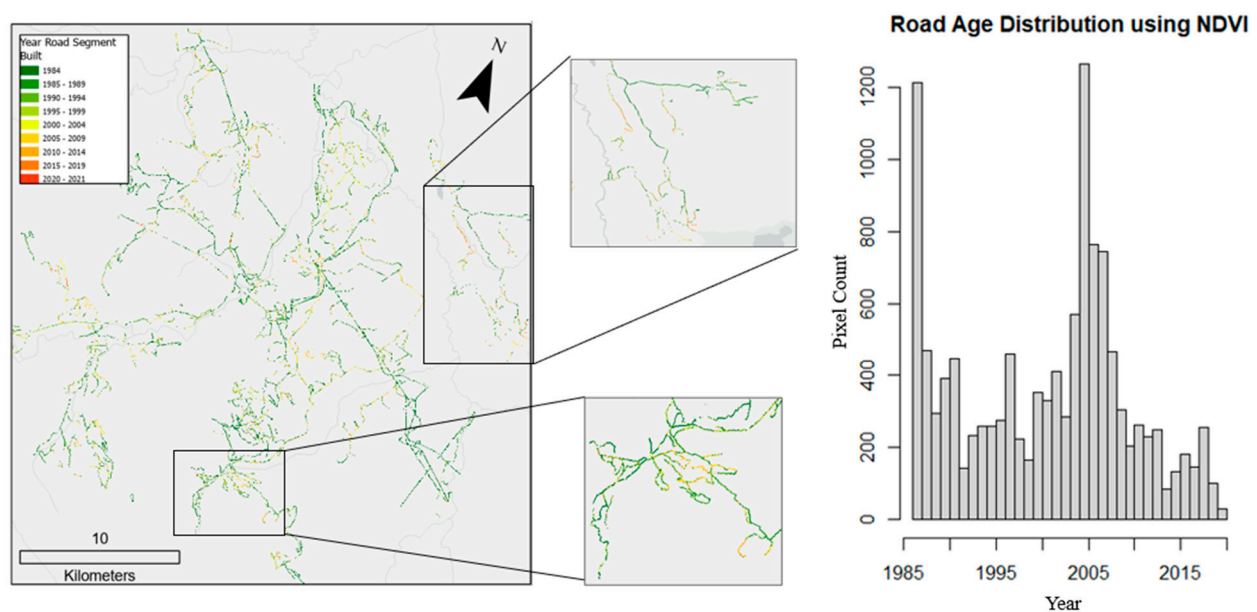 Year Road Segment
Built
1984
1985 - 1989
1990 - 1994
1995 - 1999
2000 - 2004
2005 - 2009
2010 - 2014
2015 - 2019
2020 - 2021
N
10
Kilometers
Road Age Distribution using NDVI
Pixel Count
1200
1000
800
600
400
200
0
1985 1995 2005 2015
Year